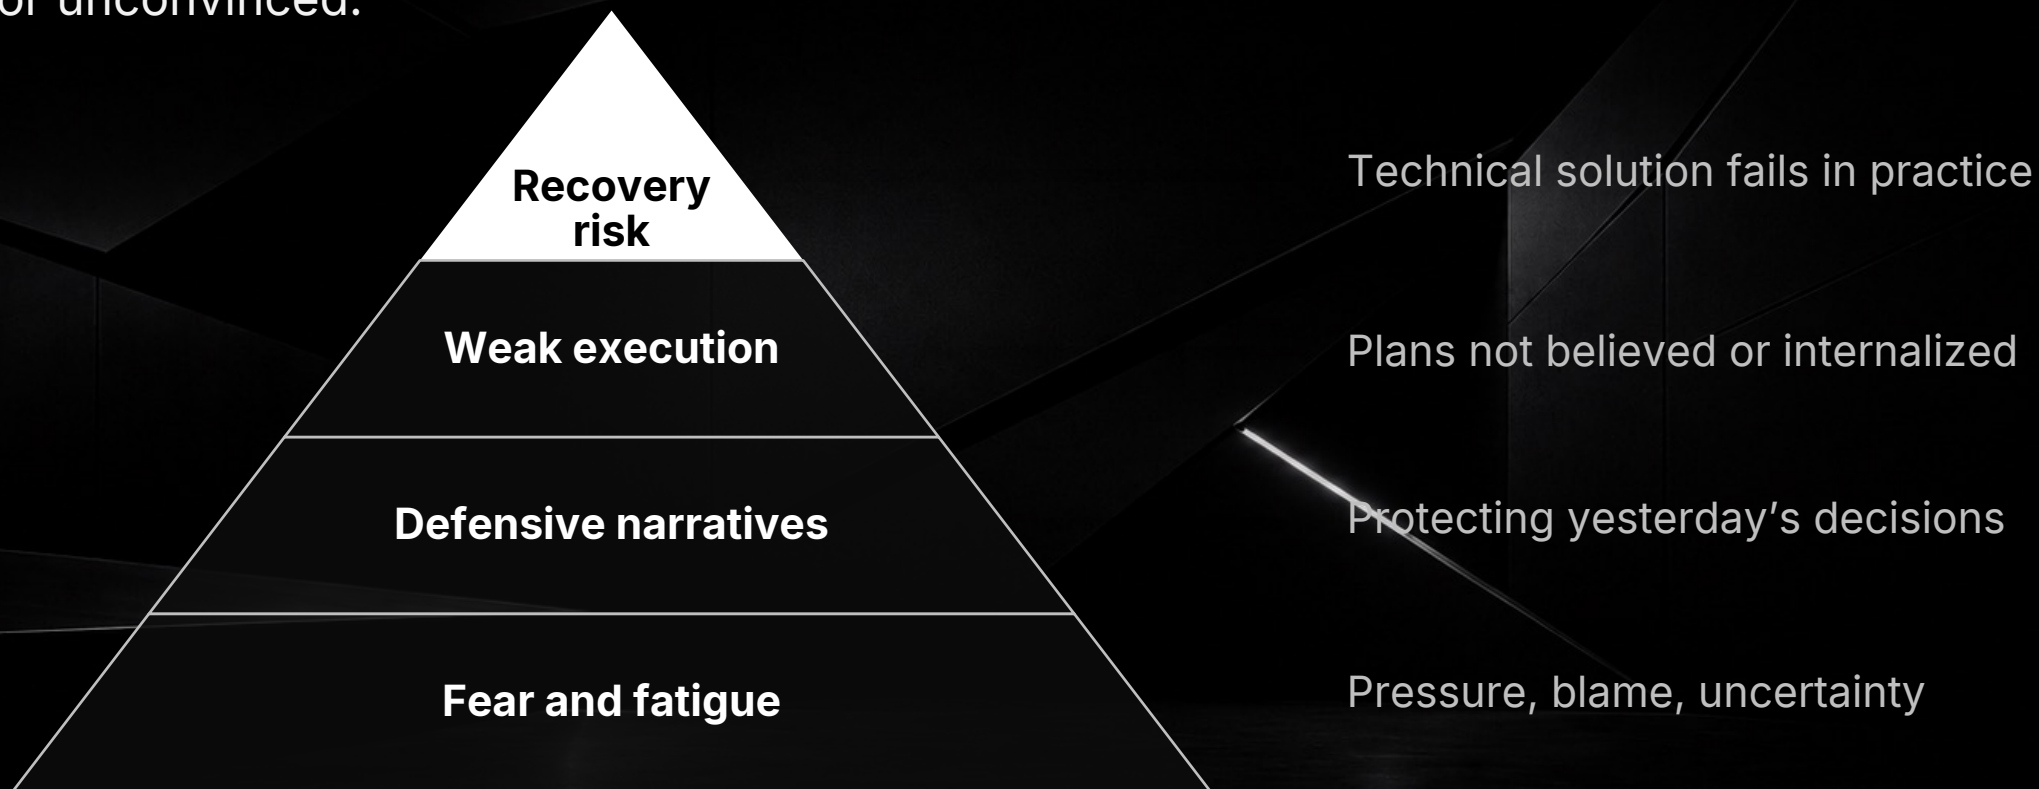 or unconvinced.
Recovery
risk
Technical solution fails in practice
Weak execution
Plans not believed or internalized
Defensive narratives
Protecting yesterday’s decisions
Fear and fatigue
Pressure, blame, uncertainty